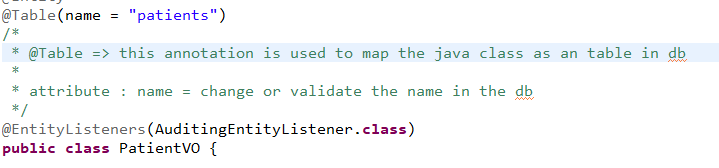 @Table(name = "patients")
/*
 * @Table => this annotation is used to map the java class as an table in db
 *
 * attribute : name = change or validate the name in the db
 */
@EntityListeners(AuditingEntityListener.class)
public class PatientVO {